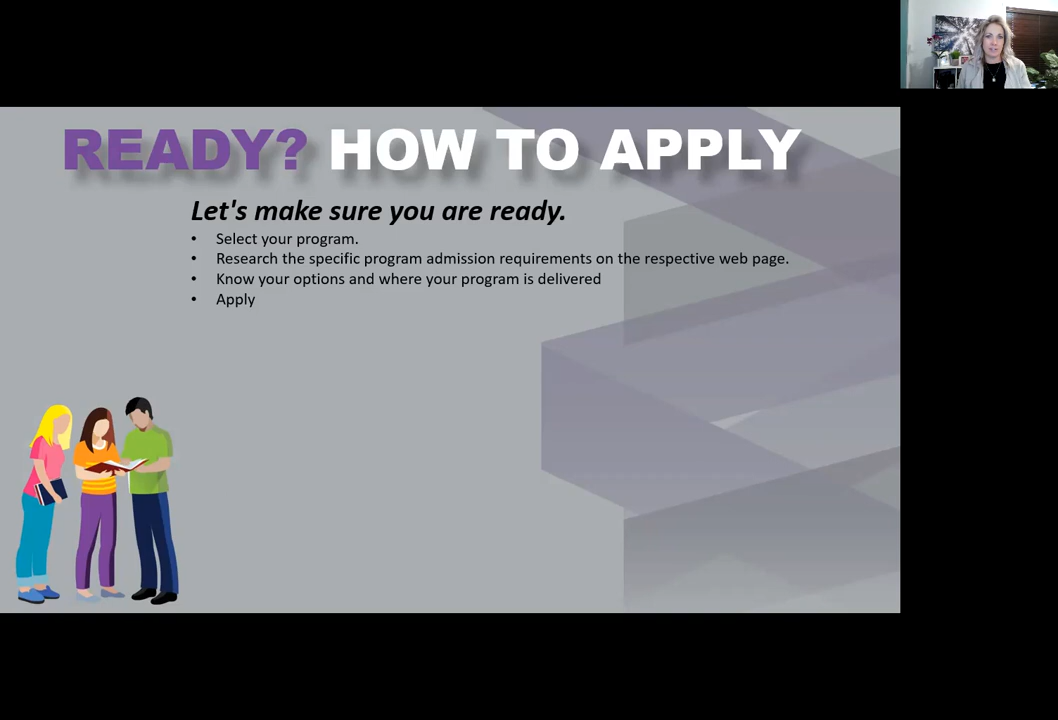 READY? HOW TO APPLY
Let's make sure you are ready.
• Select your program.
• Research the specific program admission requirements on the respective web page.
• Know your options and where your program is delivered
• Apply